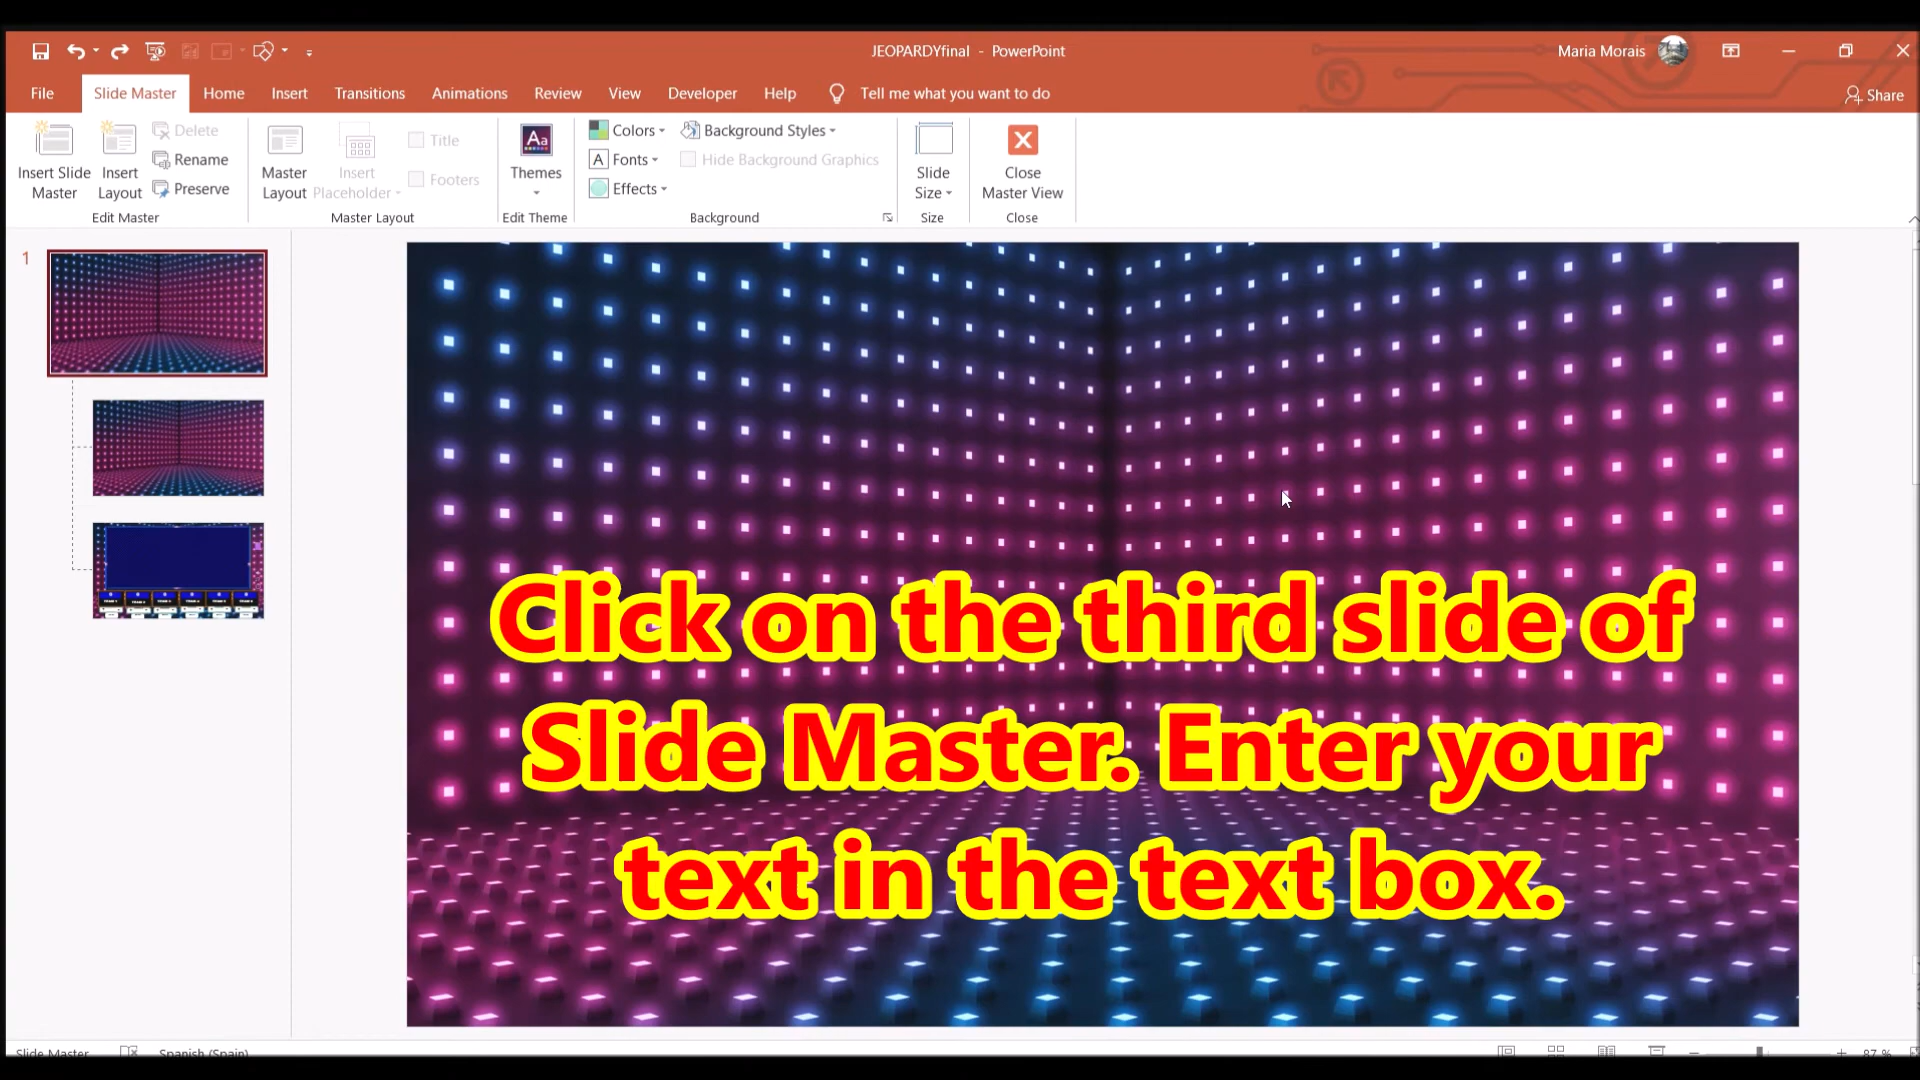 JEOPARDYfinal - PowerPoint
Maria Morais
File
Slide Master
Home
Insert
Transitions
Animations
Review
View
Developer
Help
Tell me what you want to do
Share
Insert Slide
Master
Insert
Layout
Delete
Rename
Preserve
Edit Master
Master
Layout
Insert
Placeholder
Title
Footers
Master Layout
Aa
Themes
Edit Theme
Colors
A Fonts
Effects
Background Styles
Hide Background Graphics
Background
Slide
Size
Size
Close
Master View
Close
1
Click on the third slide of
Slide Master. Enter your
text in the text box.
Slide Master
Spanish (Spain)
87 %